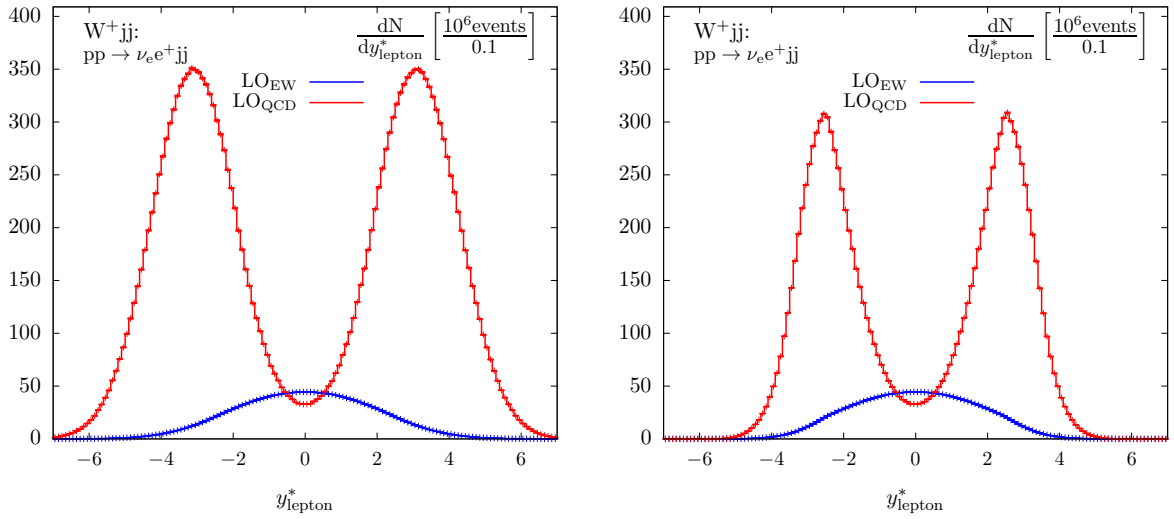 400
350
300
250
200
150
100
50
0
W⁺jj:
pp → νₑe⁺jj
dN/dy*lepton [10⁶events/0.1]
LO_EW
LO_QCD
−6 −4 −2 0 2 4 6
y*lepton
400
350
300
250
200
150
100
50
0
W⁺jj:
pp → νₑe⁺jj
dN/dy*lepton [10⁶events/0.1]
LO_EW
LO_QCD
−6 −4 −2 0 2 4 6
y*lepton